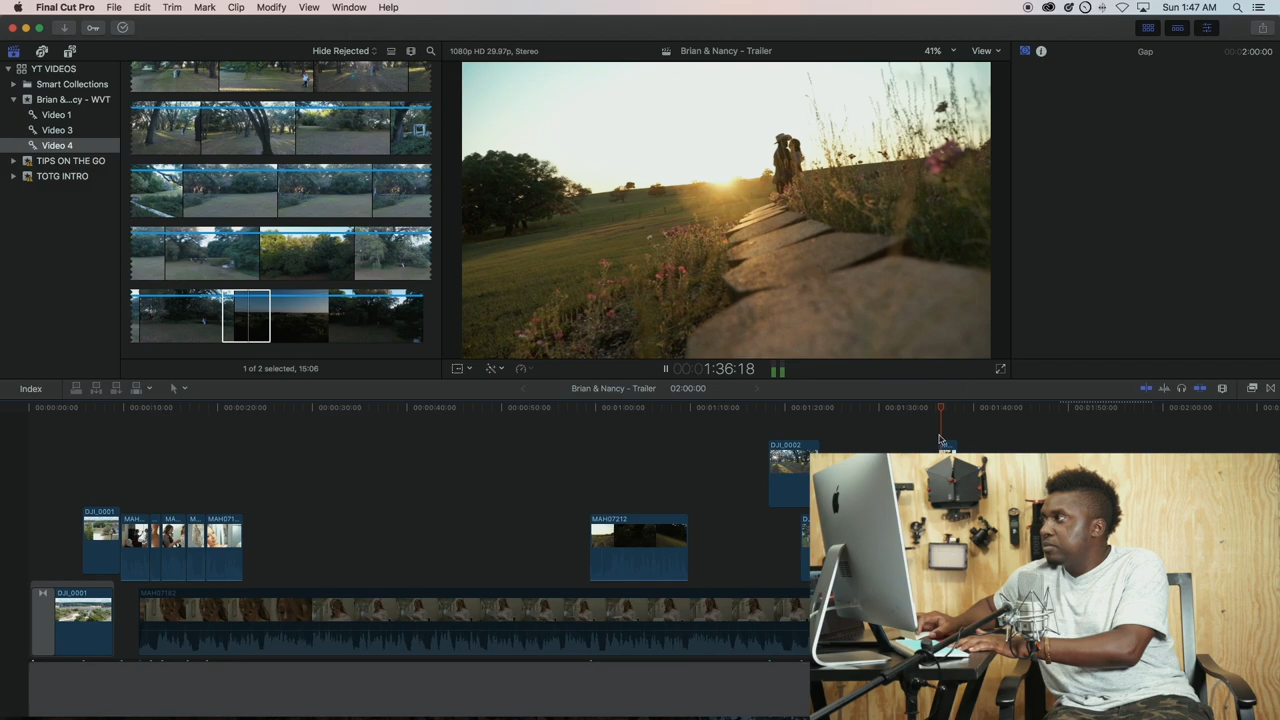 Final Cut Pro File Edit Trim Mark Clip Modify View Window Help Sun 1:47 AM
Hide Rejected 1080p HD 29.97p, Stereo Brian & Nancy - Trailer 41% View Gap 2:00:00
YT VIDEOS
Smart Collections
Brian &...cy - WVT
Video 1
Video 3
Video 4
TIPS ON THE GO
TOTG INTRO
1 of 2 selected, 15:06
00:00:1:36:18
Index Brian & Nancy - Trailer 02:00:00
00:00:00:00 00:00:10:00 00:00:20:00 00:00:30:00 00:00:40:00 00:00:50:00 00:01:00:00 00:01:10:00 00:01:20:00 00:01:30:00 00:01:40:00 00:01:50:00 00:02:00:00
DJI_0002 M...
DJI_0001 MAH... ... MA... M... MAH071... MAH07212 D
DJI_0001 MAH07182